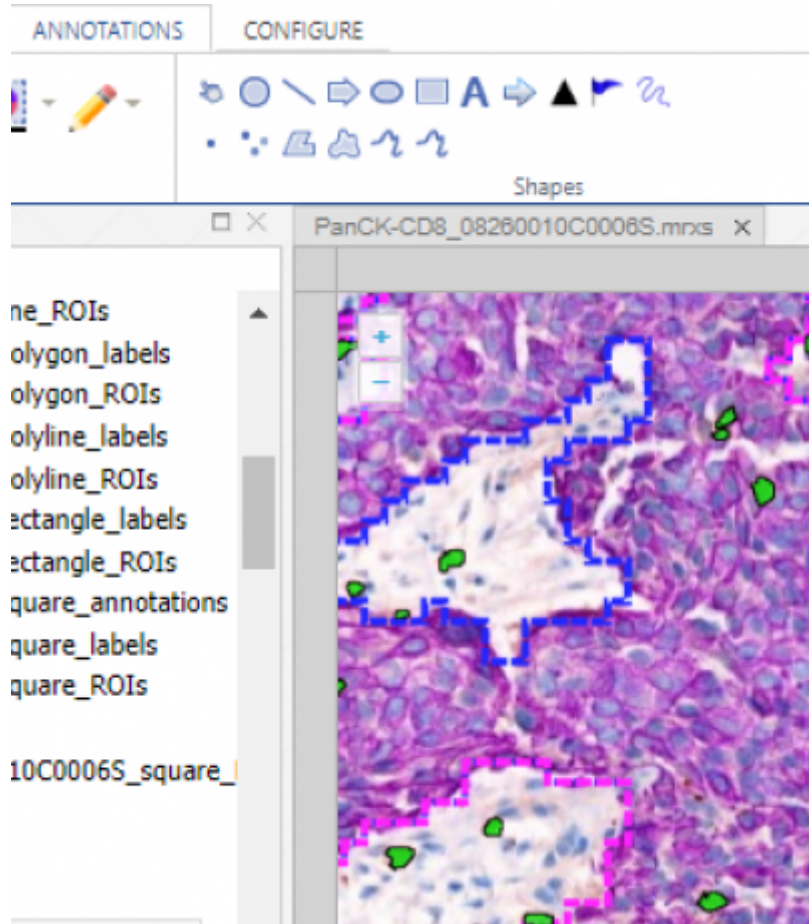 ANNOTATIONS CONFIGURE
A
Shapes
PanCK-CD8_08260010C0006S.mrxs
ne_ROIs
olygon_labels
olygon_ROIs
olyline_labels
olyline_ROIs
ectangle_labels
ectangle_ROIs
quare_annotations
quare_labels
quare_ROIs
10C0006S_square_